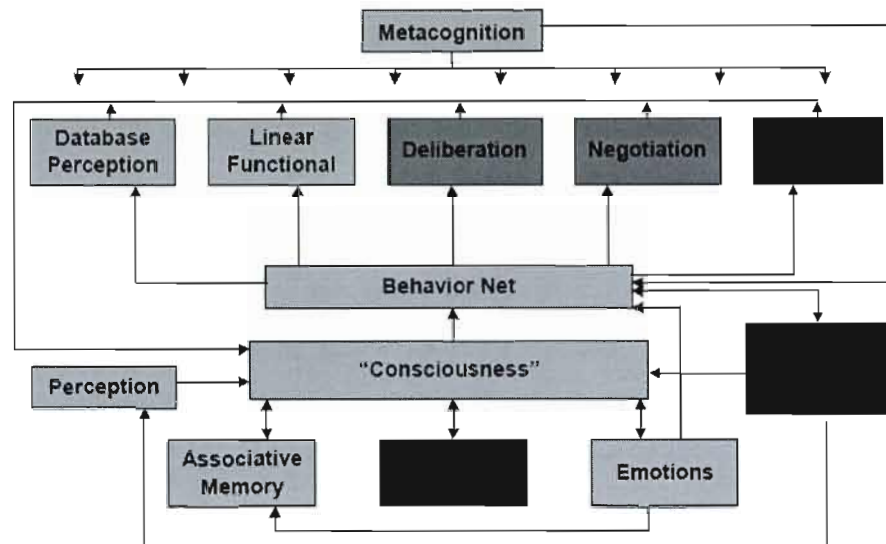 Metacognition
Database
Perception
Linear
Functional
Deliberation
Negotiation
Behavior Net
“Consciousness”
Perception
Associative
Memory
Emotions